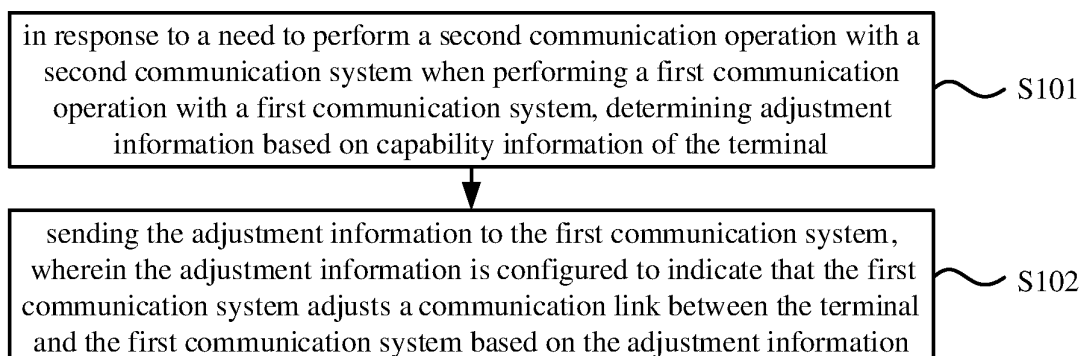 in response to a need to perform a second communication operation with a
second communication system when performing a first communication
operation with a first communication system, determining adjustment
information based on capability information of the terminal
S101
sending the adjustment information to the first communication system,
wherein the adjustment information is configured to indicate that the first
communication system adjusts a communication link between the terminal
and the first communication system based on the adjustment information
S102